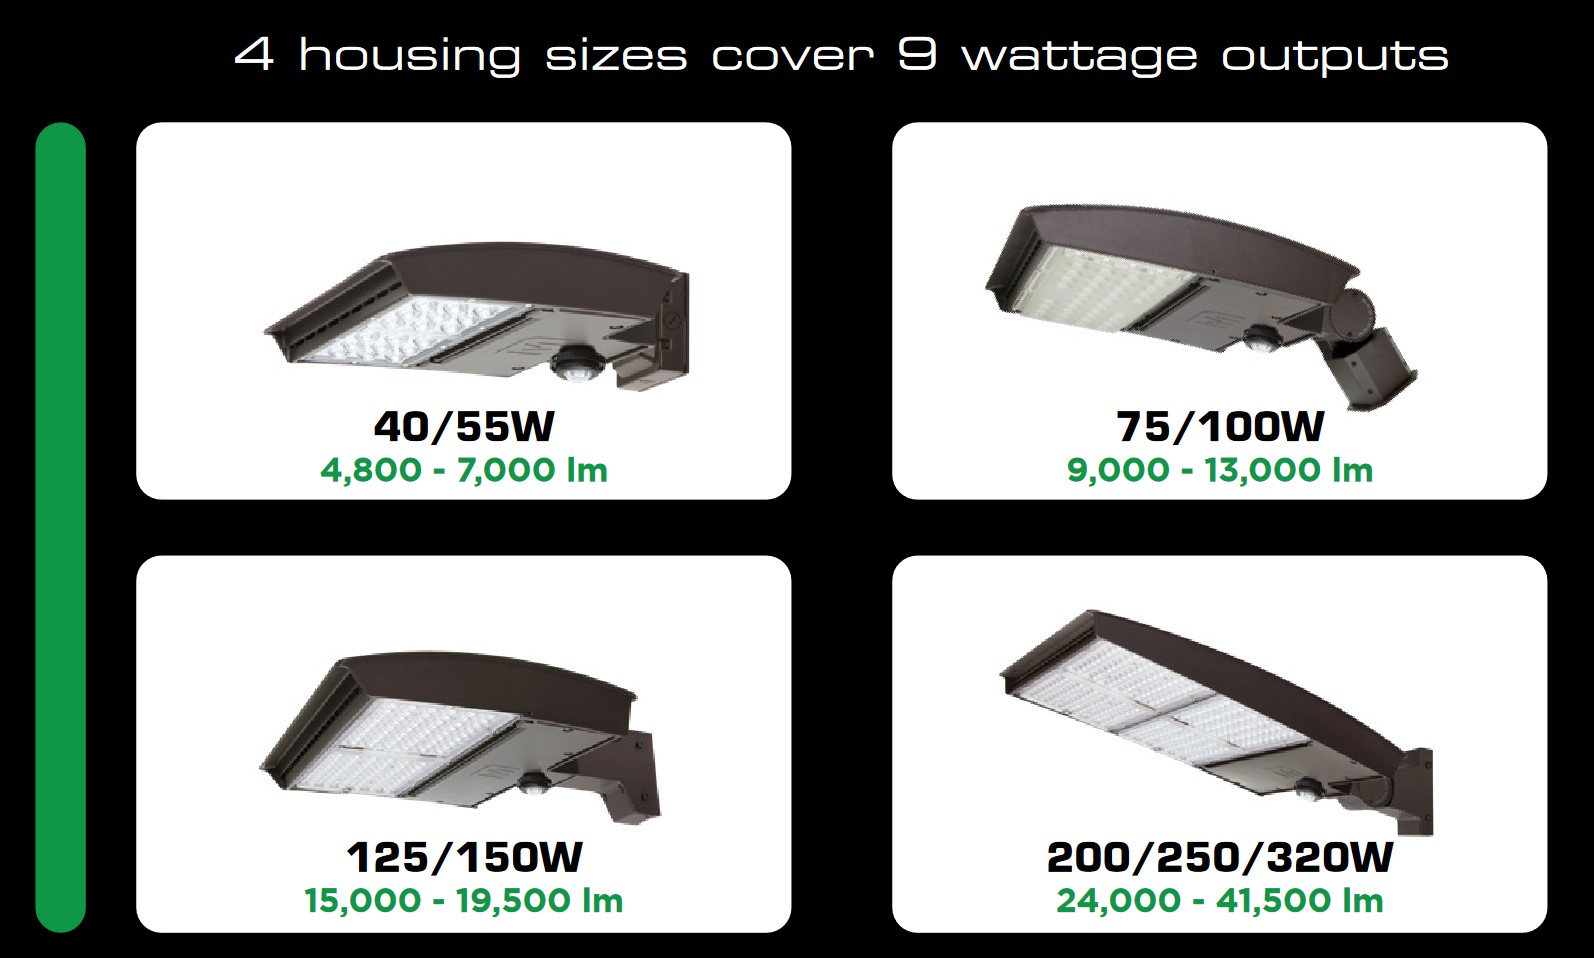 4 housing sizes cover 9 wattage outputs
40/55W
4,800 - 7,000 lm
75/100W
9,000 - 13,000 lm
125/150W
15,000 - 19,500 lm
200/250/320W
24,000 - 41,500 lm